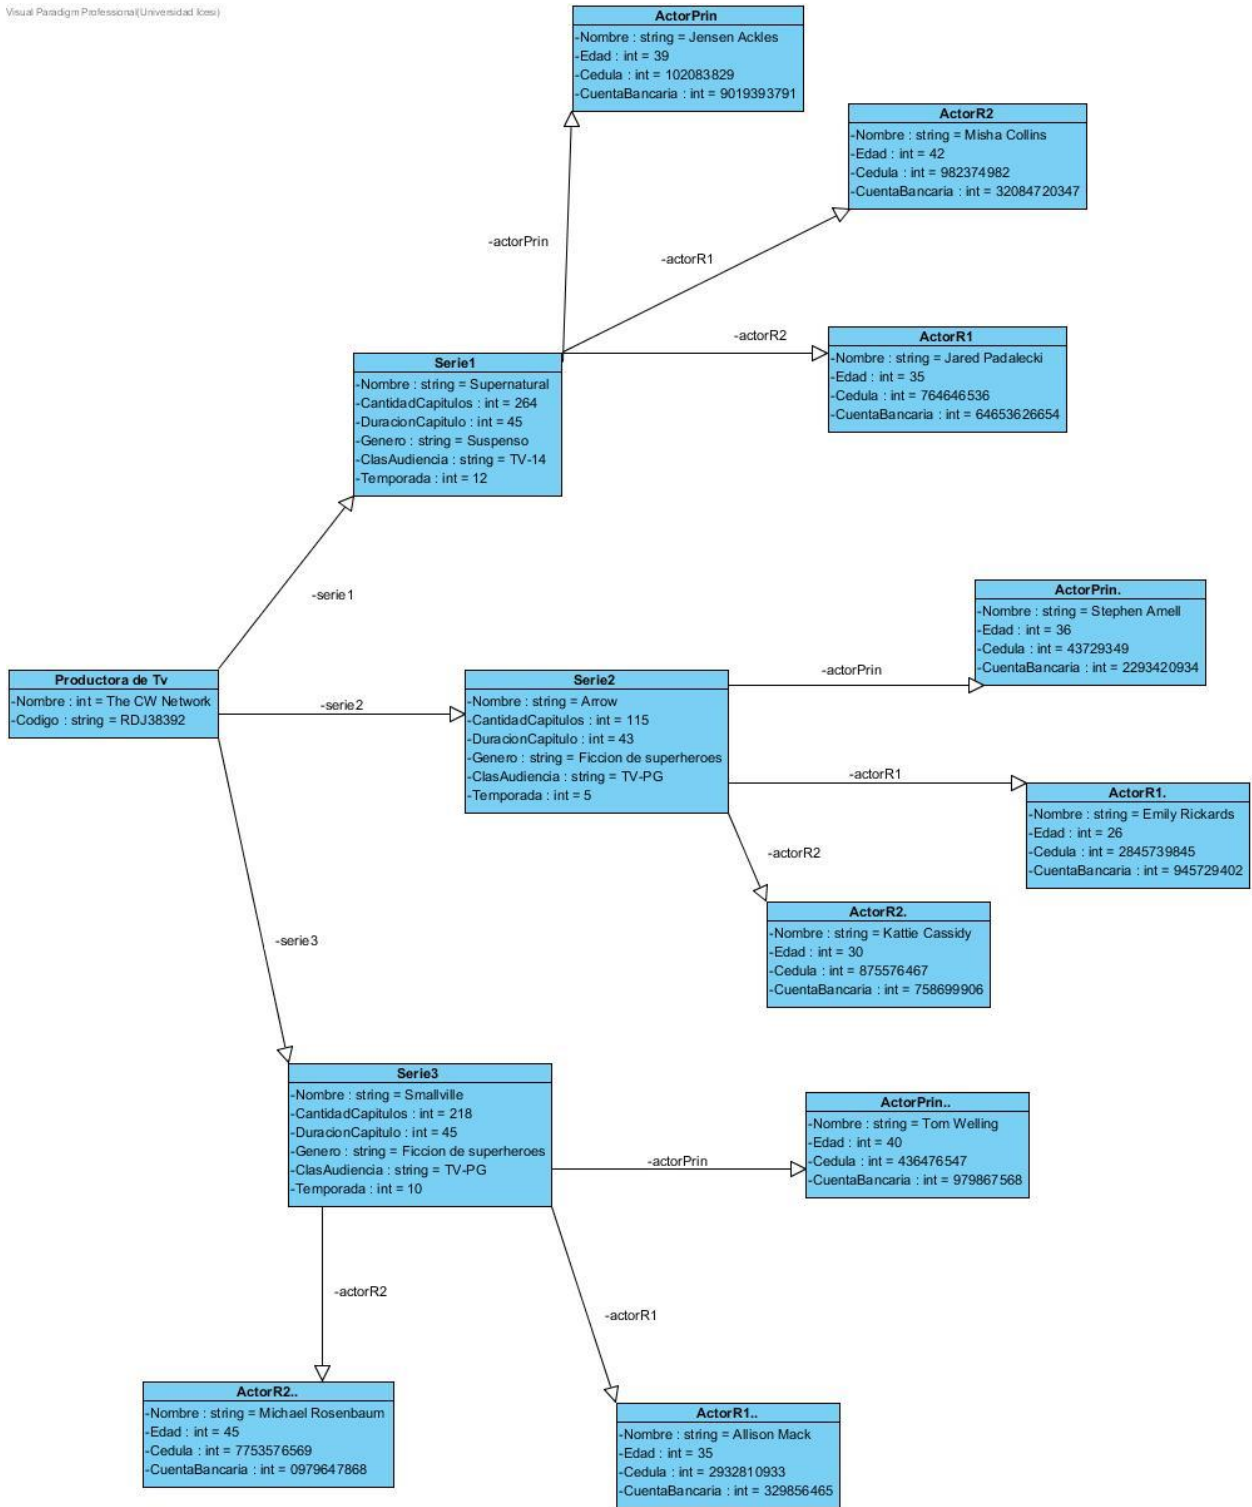 Visual Paradigm Professional(Universidad Icesi)
ActorPrin
-Nombre : string = Jensen Ackles
-Edad : int = 39
-Cedula : int = 102083829
-CuentaBancaria : int = 9019393791
ActorR2
-Nombre : string = Misha Collins
-Edad : int = 42
-Cedula : int = 982374982
-CuentaBancaria : int = 32084720347
-actorPrin
-actorR1
-actorR2
ActorR1
-Nombre : string = Jared Padalecki
-Edad : int = 35
-Cedula : int = 764646536
-CuentaBancaria : int = 64653626654
Serie1
-Nombre : string = Supernatural
-CantidadCapitulos : int = 264
-DuracionCapitulo : int = 45
-Genero : string = Suspenso
-ClasAudiencia : string = TV-14
-Temporada : int = 12
-serie1
ActorPrin.
-Nombre : string = Stephen Amell
-Edad : int = 36
-Cedula : int = 43729349
-CuentaBancaria : int = 2293420934
Productora de Tv
-Nombre : int = The CW Network
-Codigo : string = RDJ38392
-serie2
Serie2
-Nombre : string = Arrow
-CantidadCapitulos : int = 115
-DuracionCapitulo : int = 43
-Genero : string = Ficcion de superheroes
-ClasAudiencia : string = TV-PG
-Temporada : int = 5
-actorPrin
-actorR1
-actorR2
ActorR1.
-Nombre : string = Emily Rickards
-Edad : int = 26
-Cedula : int = 2845739845
-CuentaBancaria : int = 945729402
ActorR2.
-Nombre : string = Kattie Cassidy
-Edad : int = 30
-Cedula : int = 875576467
-CuentaBancaria : int = 758699906
-serie3
Serie3
-Nombre : string = Smallville
-CantidadCapitulos : int = 218
-DuracionCapitulo : int = 45
-Genero : string = Ficcion de superheroes
-ClasAudiencia : string = TV-PG
-Temporada : int = 10
-actorPrin
ActorPrin..
-Nombre : string = Tom Welling
-Edad : int = 40
-Cedula : int = 436476547
-CuentaBancaria : int = 979867568
-actorR2
-actorR1
ActorR2..
-Nombre : string = Michael Rosenbaum
-Edad : int = 45
-Cedula : int = 7753576569
-CuentaBancaria : int = 0979647868
ActorR1..
-Nombre : string = Allison Mack
-Edad : int = 35
-Cedula : int = 2932810933
-CuentaBancaria : int = 329856465